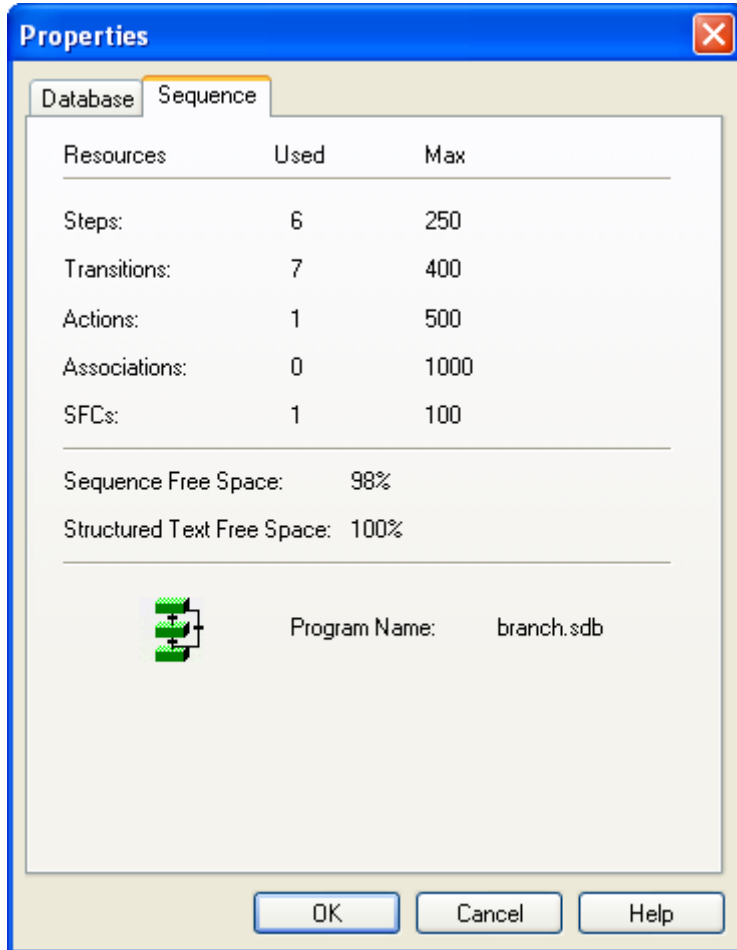 Properties
Database Sequence
Resources Used Max
Steps: 6 250
Transitions: 7 400
Actions: 1 500
Associations: 0 1000
SFCs: 1 100
Sequence Free Space: 98%
Structured Text Free Space: 100%
Program Name: branch.sdb
OK Cancel Help